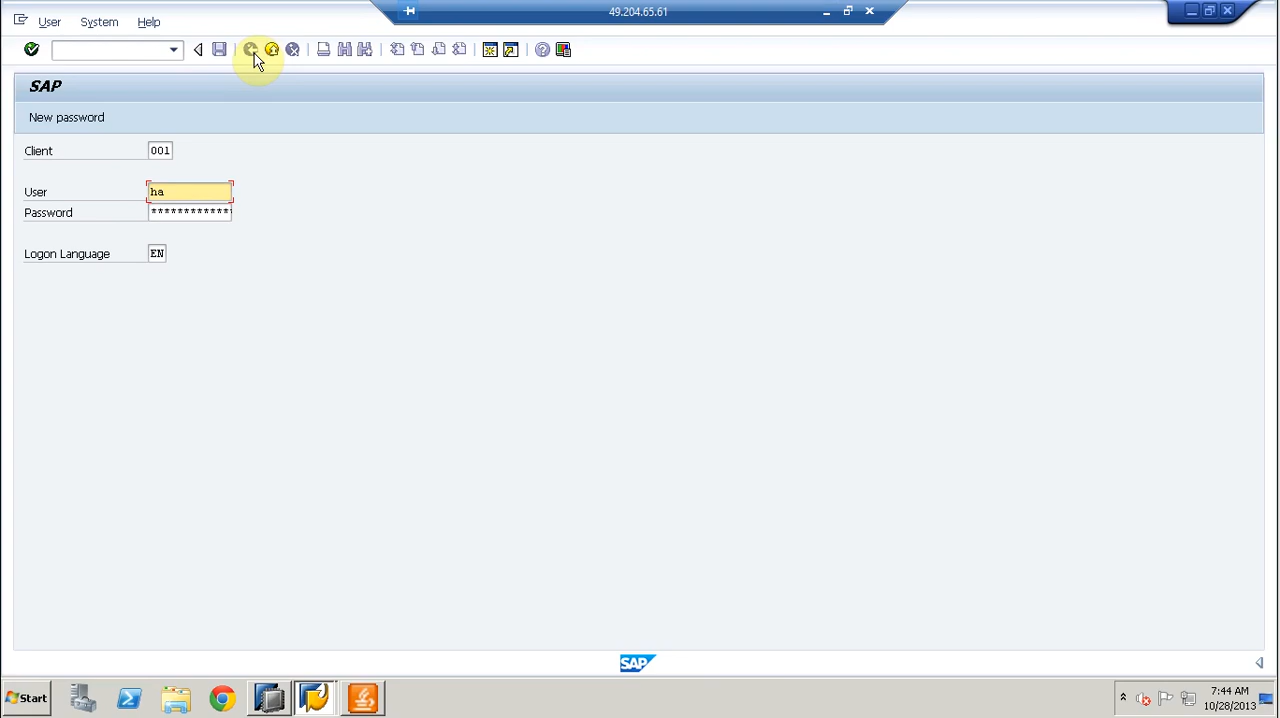 49.204.65.61
User System Help
SAP
New password
Client 001
User ha
Password ************
Logon Language EN
SAP
Start
7:44 AM
10/28/2013